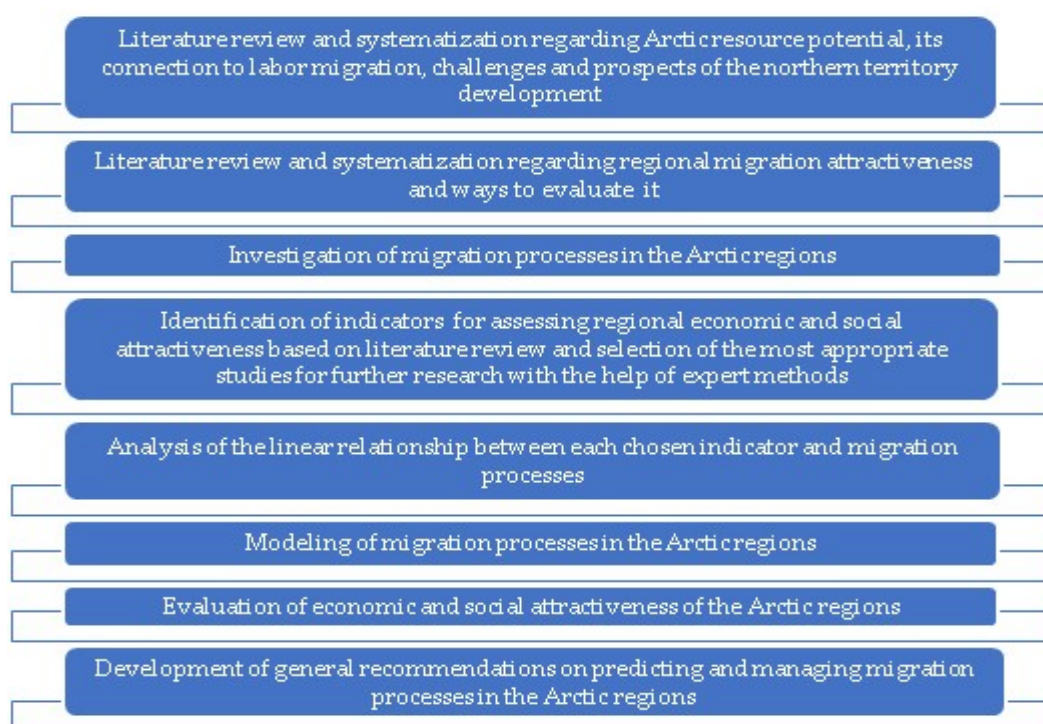 Literature review and systematization regarding Arctic resource potential, its
connection to labor migration, challenges and prospects of the northern territory
development
Literature review and systematization regarding regional migration attractiveness
and ways to evaluate it
Investigation of migration processes in the Arctic regions
Identification of indicators for assessing regional economic and social
attractiveness based on literature review and selection of the most appropriate
studies for further research with the help of expert methods
Analysis of the linear relationship between each chosen indicator and migration
processes
Modeling of migration processes in the Arctic regions
Evaluation of economic and social attractiveness of the Arctic regions
Development of general recommendations on predicting and managing migration
processes in the Arctic regions